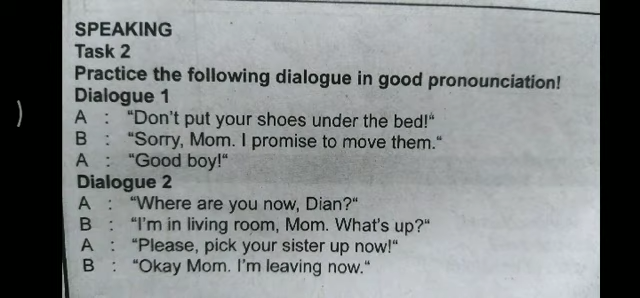 SPEAKING
Task 2
Practice the following dialogue in good pronounciation!
Dialogue 1
A : "Don't put your shoes under the bed!“
B : "Sorry, Mom. I promise to move them.“
A : "Good boy!“
Dialogue 2
A : "Where are you now, Dian?“
B : "I'm in living room, Mom. What's up?“
A : "Please, pick your sister up now!“
B : "Okay Mom. I'm leaving now.“